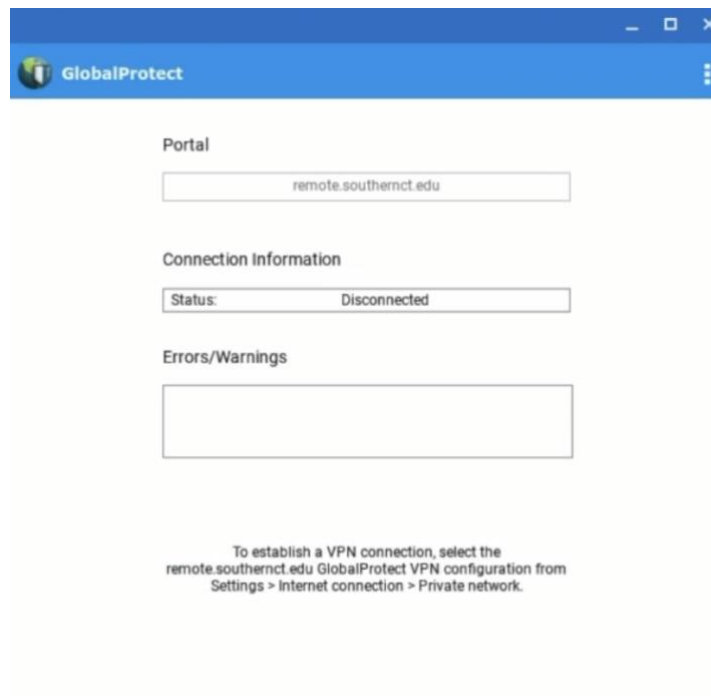 GlobalProtect
Portal
remote.southernct.edu
Connection Information
Status: Disconnected
Errors/Warnings
To establish a VPN connection, select the
remote.southernct.edu GlobalProtect VPN configuration from
Settings > Internet connection > Private network.